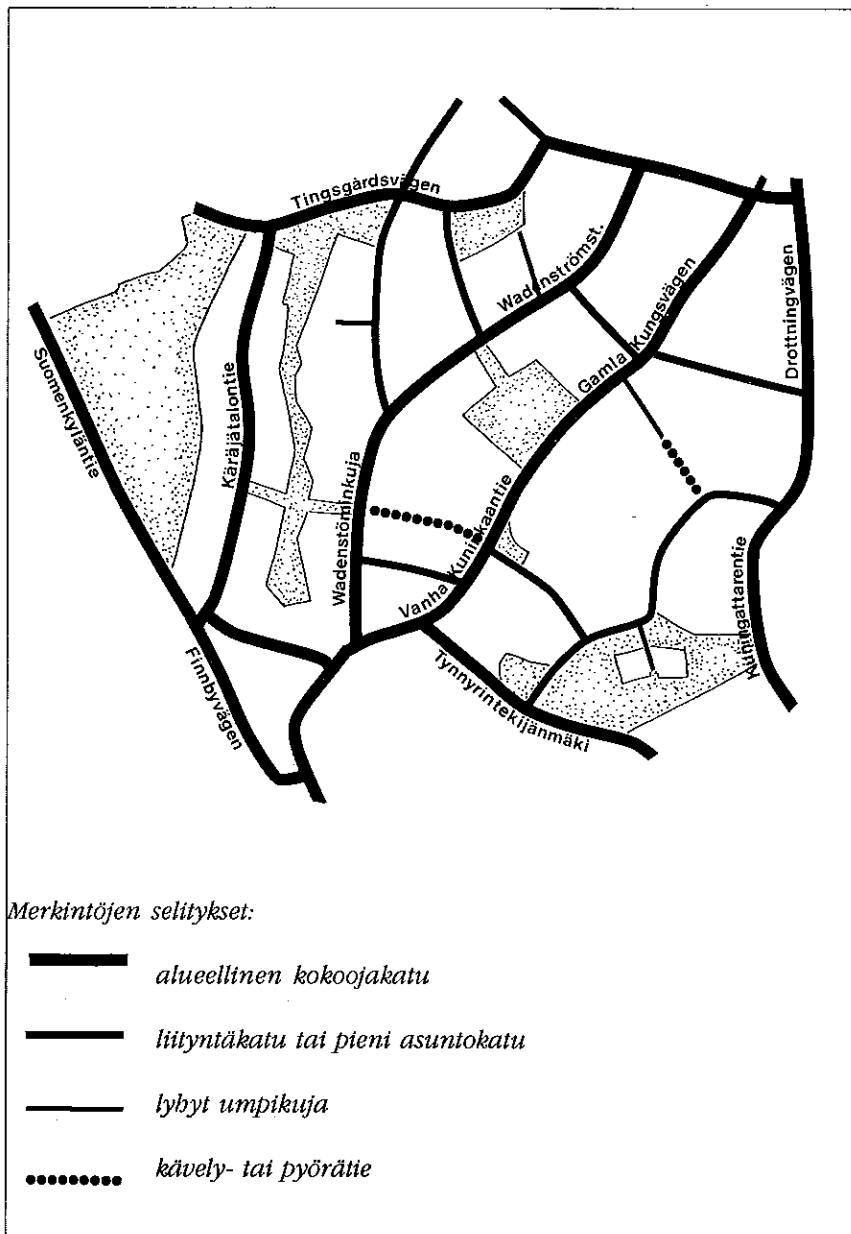 Tingsgårdsvägen
Wadenströmst.
Gamla Kungsvägen
Drottningvägen
Suomenkyläntie
Käräjätalontie
Wadenstöminkuja
Vanha Kuninkaantie
Kuningattarentie
Finnbyvägen
Tynnyrintekijänmäki
Merkintöjen selitykset:
alueellinen kokoojakatu
liityntäkatu tai pieni asuntokatu
lyhyt umpikuja
kävely- tai pyörätie